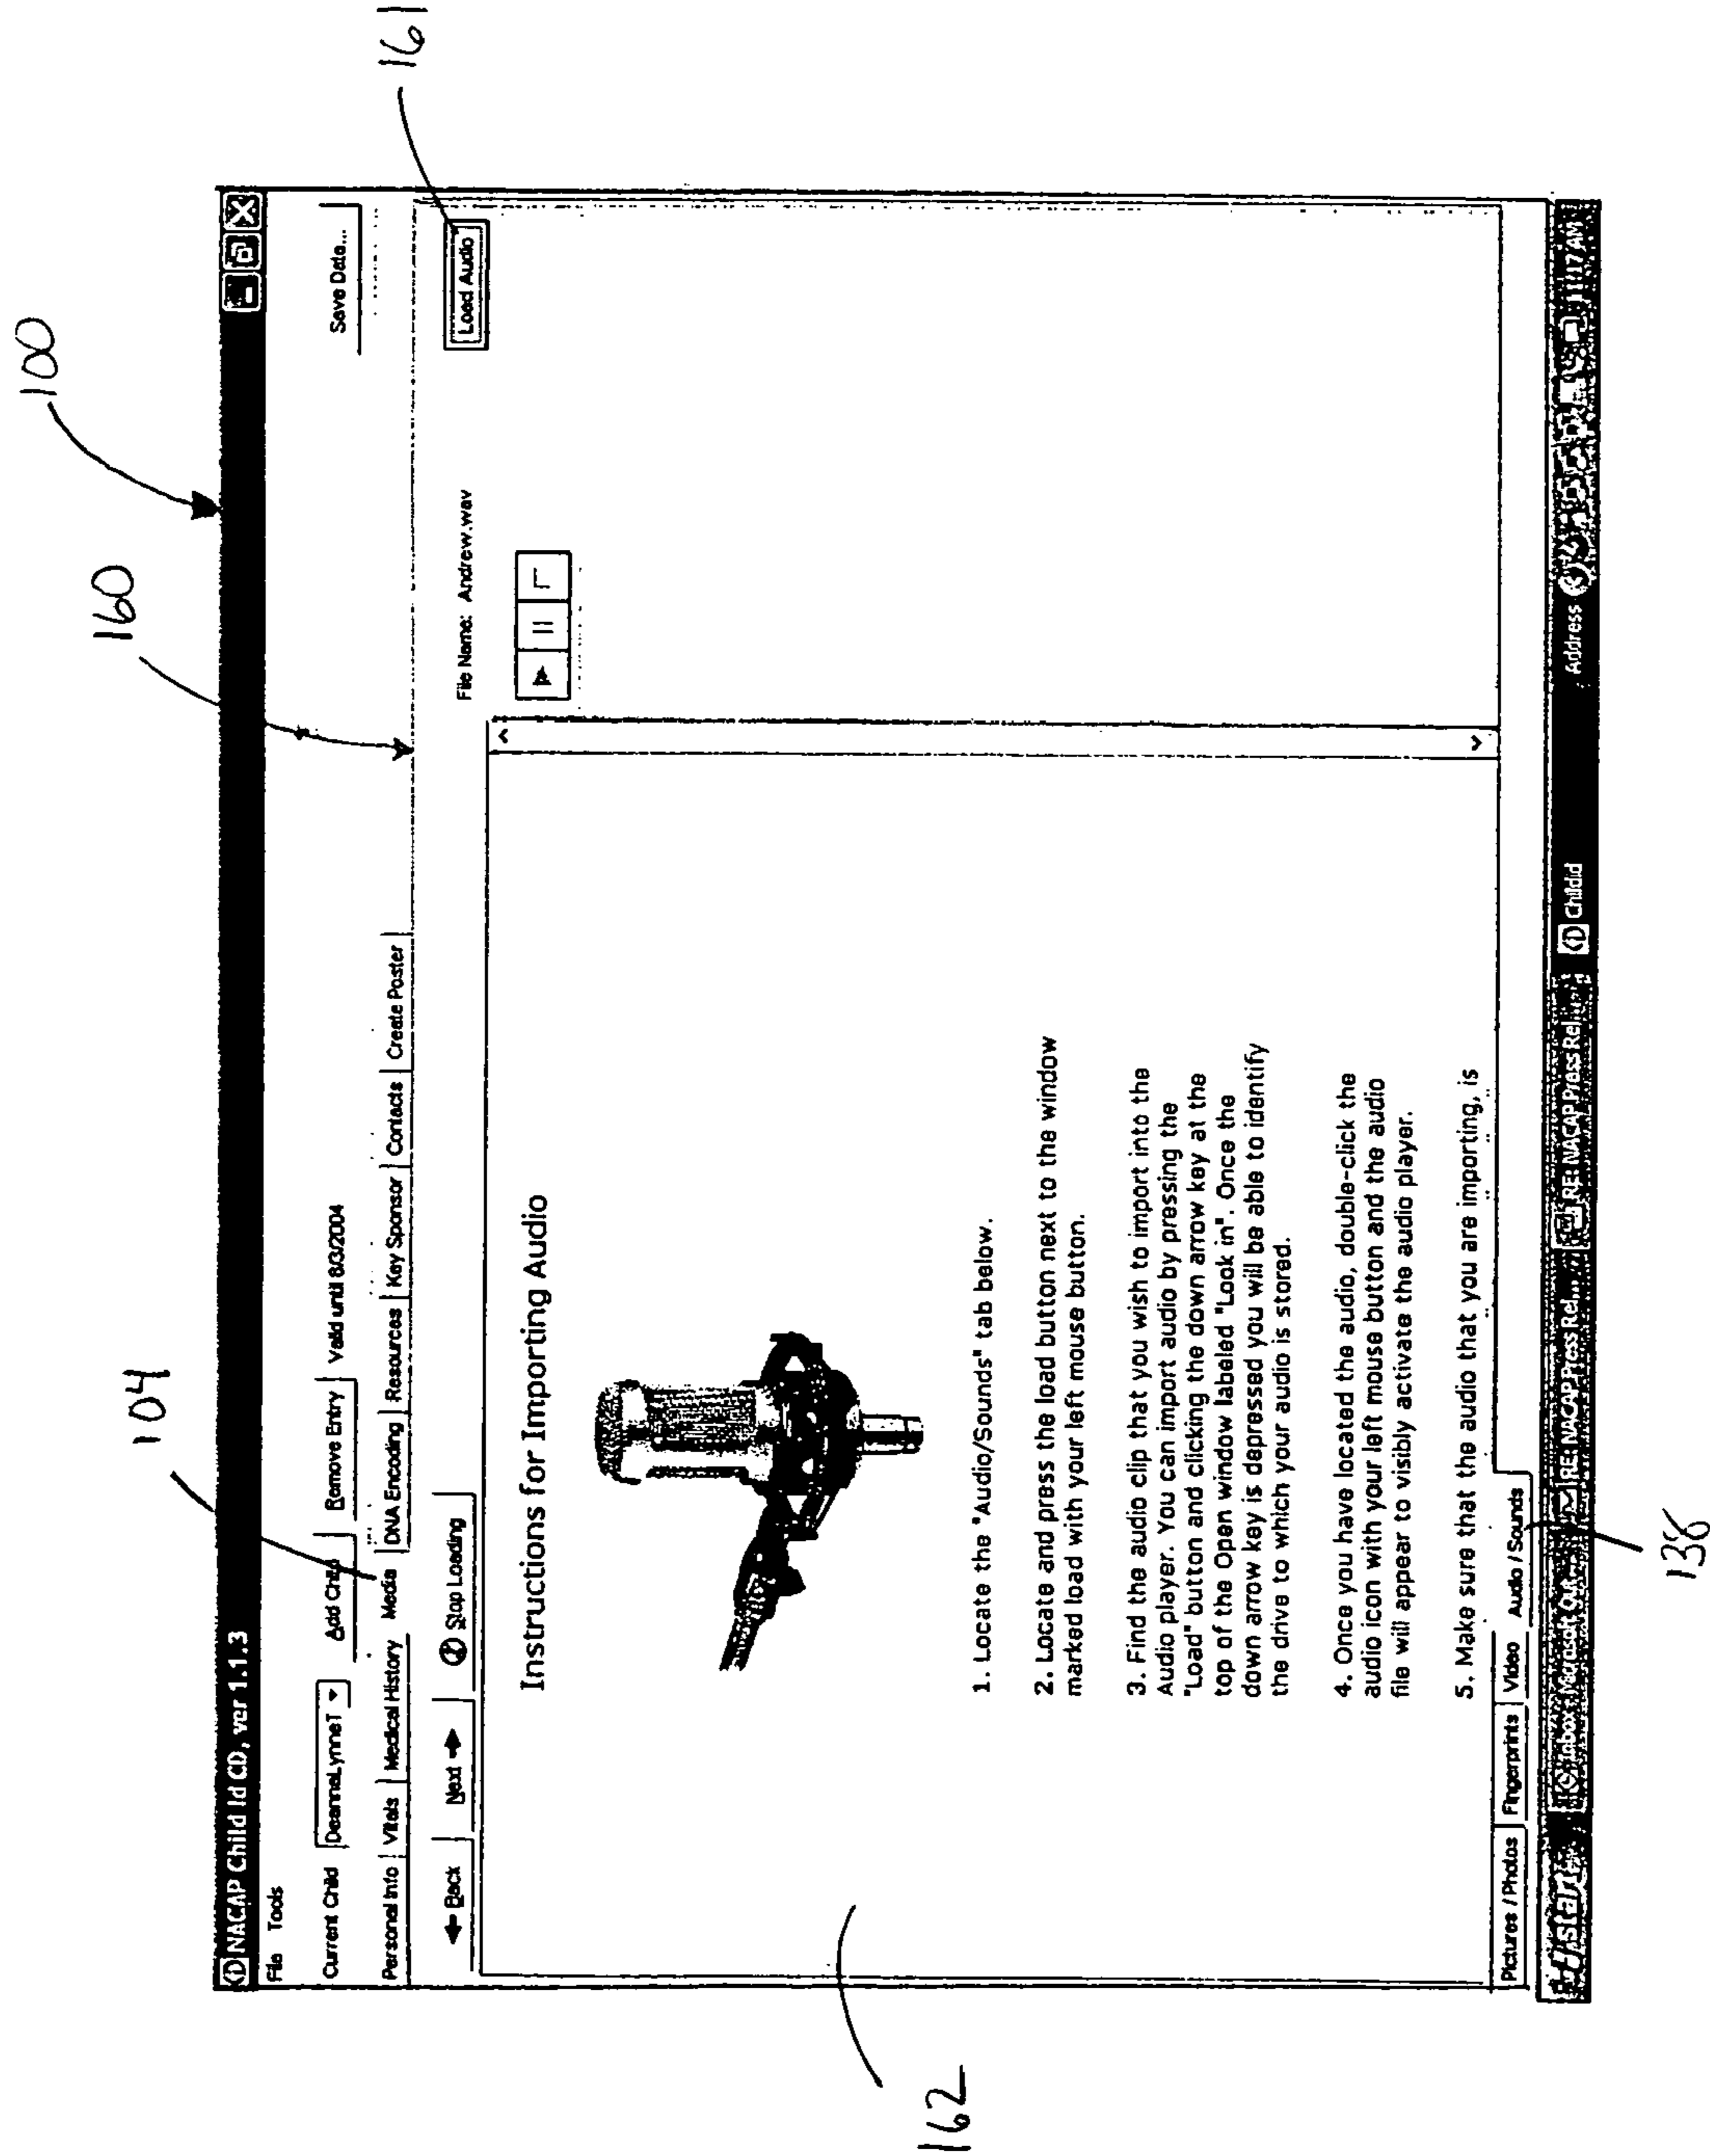 100
160
104
161
NACAP Child Id CD, ver 1.1.3
File Tools
Current Child DeannaLynneT Add Child Remove Entry Valid until 8/3/2004 Save Data...
Personal Info Vitals Medical History Media DNA Encoding Resources Key Sponsor Contacts Create Poster
Back Next Stop Loading File Name: Andrew.wav Load Audio
Instructions for Importing Audio
1. Locate the "Audio/Sounds" tab below.
2. Locate and press the load button next to the window
marked load with your left mouse button.
3. Find the audio clip that you wish to import into the
Audio player. You can import audio by pressing the
"Load" button and clicking the down arrow key at the
top of the Open window labeled "Look in". Once the
down arrow key is depressed you will be able to identify
the drive to which your audio is stored.
4. Once you have located the audio, double-click the
audio icon with your left mouse button and the audio
file will appear to visibly activate the audio player.
5. Make sure that the audio that you are importing, is
Pictures / Photos Fingerprints Video Audio / Sounds
start RE NACAP Press Rel RE NACAP Press Rel ChildId Address 11:17 AM
162
138